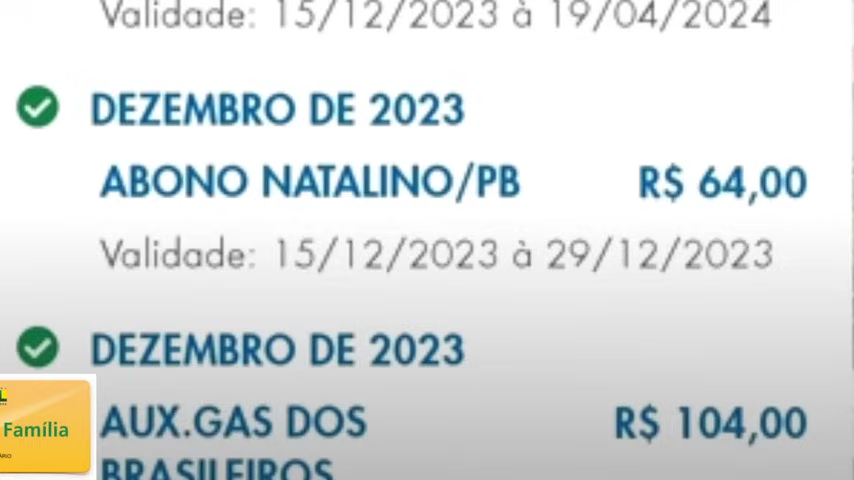 Validade: 15/12/2023 à 19/04/2024
DEZEMBRO DE 2023
ABONO NATALINO/PB R$ 64,00
Validade: 15/12/2023 à 29/12/2023
DEZEMBRO DE 2023
AUX.GAS DOS R$ 104,00
BRASILEIROS
Família